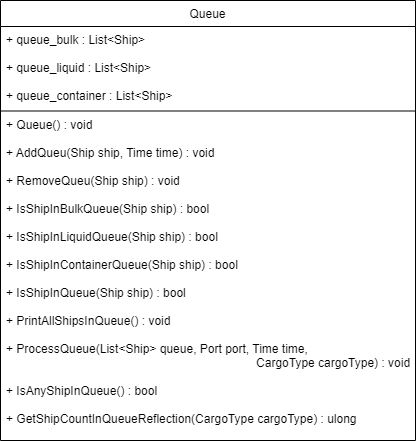 Queue
+ queue_bulk : List<Ship>
+ queue_liquid : List<Ship>
+ queue_container : List<Ship>
+ Queue() : void
+ AddQueu(Ship ship, Time time) : void
+ RemoveQueu(Ship ship) : void
+ IsShipInBulkQueue(Ship ship) : bool
+ IsShipInLiquidQueue(Ship ship) : bool
+ IsShipInContainerQueue(Ship ship) : bool
+ IsShipInQueue(Ship ship) : bool
+ PrintAllShipsInQueue() : void
+ ProcessQueue(List<Ship> queue, Port port, Time time,
CargoType cargoType) : void
+ IsAnyShipInQueue() : bool
+ GetShipCountInQueueReflection(CargoType cargoType) : ulong